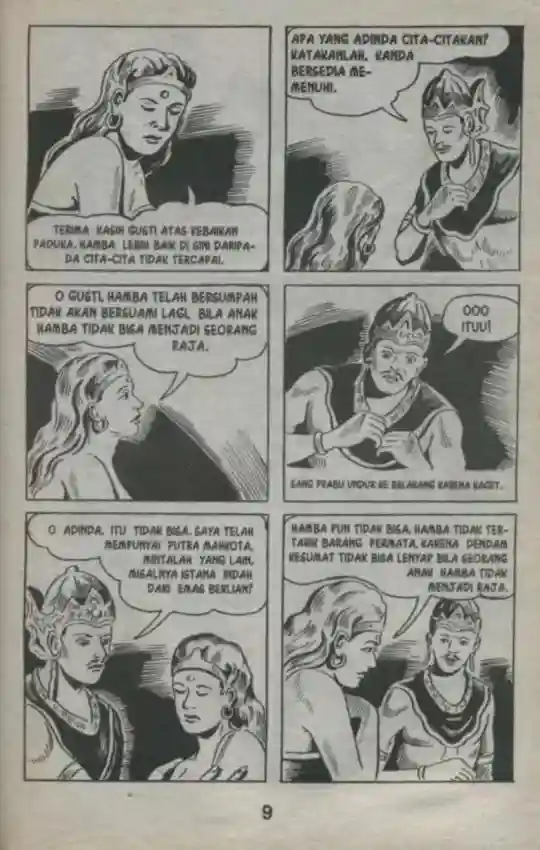 TERIMA KASIH GUSTI ATAS KEBAIKAN
PADUKA. HAMBA LEBIH BAIK DI SINI DARIPA-
DA CITA-CITA TIDAK TERCAPAI.
APA YANG ADINDA CITA-CITAKAN?
KATAKANLAH, KANDA
BERSEDIA ME-
MENUHI.
O GUSTI, HAMBA TELAH BERSUMPAH
TIDAK AKAN BERSUAMI LAGI, BILA ANAK
HAMBA TIDAK BISA MENJADI SEORANG
RAJA.
OOO
ITUU!
SANG PRABU UNDUR KE BELAKANG KARENA KAGET.
O ADINDA, ITU TIDAK BISA. SAYA TELAH
MEMPUNYAI PUTRA MAHKOTA.
MINTALAH YANG LAIN,
MISALNYA ISTANA INDAH
DARI EMAS BERLIAN?
HAMBA PUN TIDAK BISA. HAMBA TIDAK TER-
TARIK BARANG PERMATA, KARENA DENDAM
KESUMAT TIDAK BISA LENYAP BILA SEORANG
ANAK HAMBA TIDAK
MENJADI RAJA.
9